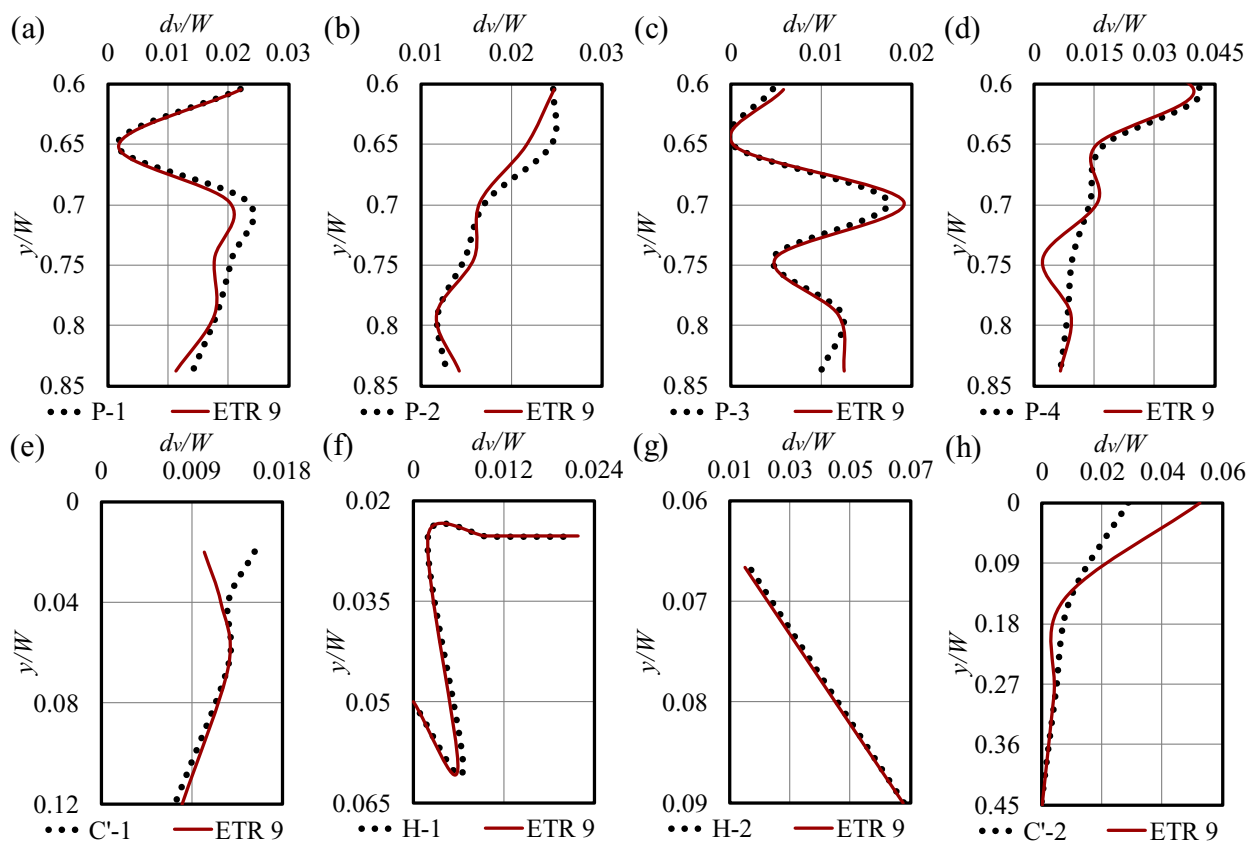 (a) dv/W (b) dv/W (c) dv/W (d) dv/W
0 0.01 0.02 0.03 0.01 0.02 0.03 0 0.01 0.02 0 0.015 0.03 0.045
0.6 0.6 0.6 0.6
0.65 0.65 0.65 0.65
0.7 0.7 0.7 0.7
y/W y/W y/W y/W
0.75 0.75 0.75 0.75
0.8 0.8 0.8 0.8
0.85 0.85 0.85 0.85
P-1 ETR 9 P-2 ETR 9 P-3 ETR 9 P-4 ETR 9
(e) dv/W (f) dv/W (g) dv/W (h) dv/W
0 0.009 0.018 0 0.012 0.024 0.01 0.03 0.05 0.07 0 0.02 0.04 0.06
0 0.02 0.06 0
0.09
0.04 0.035 0.07
0.18
y/W y/W y/W y/W
0.27
0.08 0.05 0.08
0.36
0.12 0.065 0.09 0.45
C'-1 ETR 9 H-1 ETR 9 H-2 ETR 9 C'-2 ETR 9